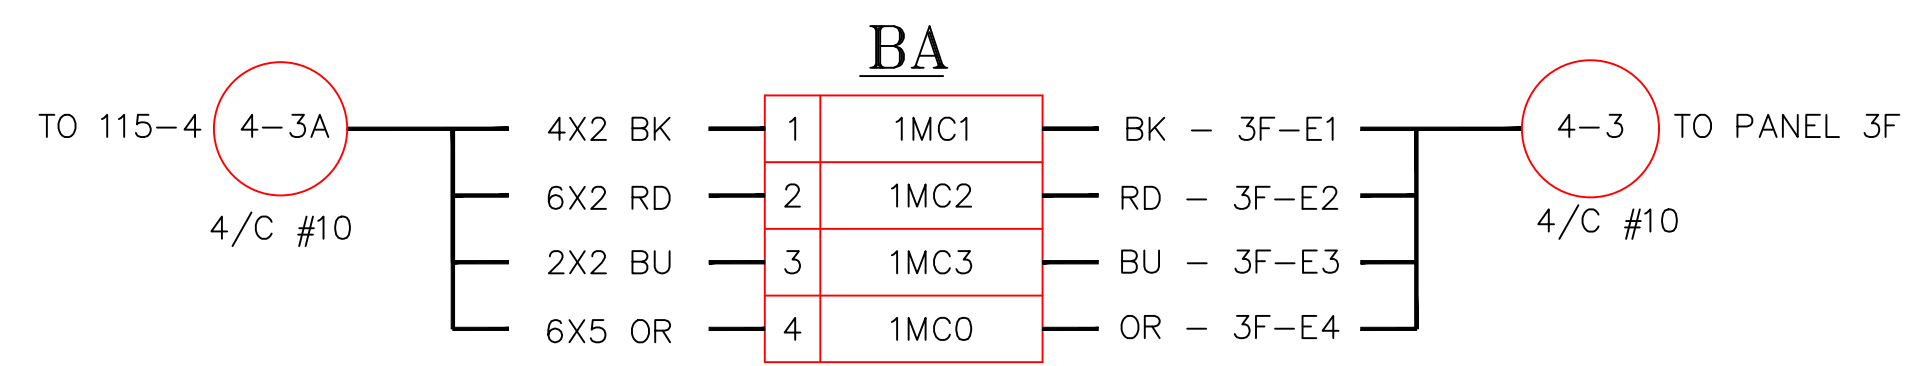 BA
TO 115-4 4-3A 4X2 BK 1 1MC1 BK - 3F-E1 4-3 TO PANEL 3F
6X2 RD 2 1MC2 RD - 3F-E2
4/C #10 4/C #10
2X2 BU 3 1MC3 BU - 3F-E3
6X5 OR 4 1MC0 OR - 3F-E4